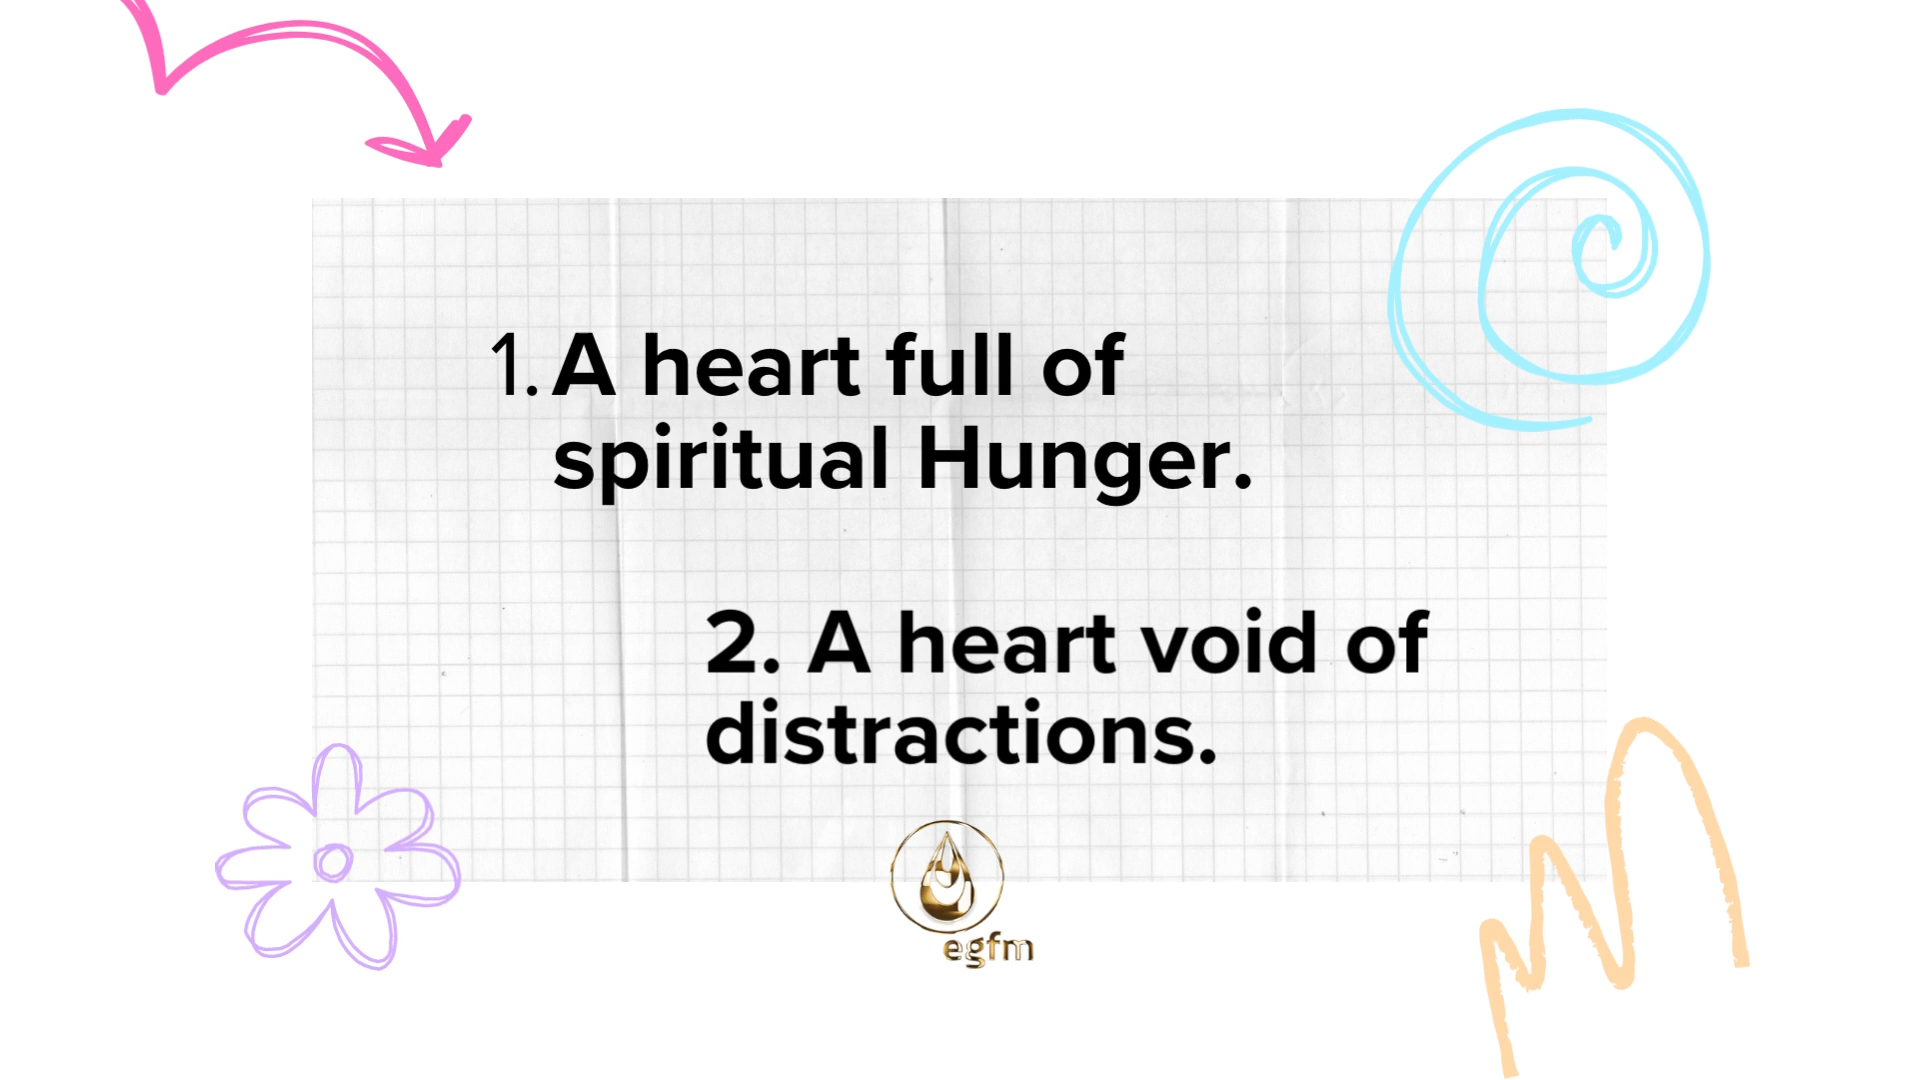 1. A heart full of
spiritual Hunger.
2. A heart void of
distractions.
egfm